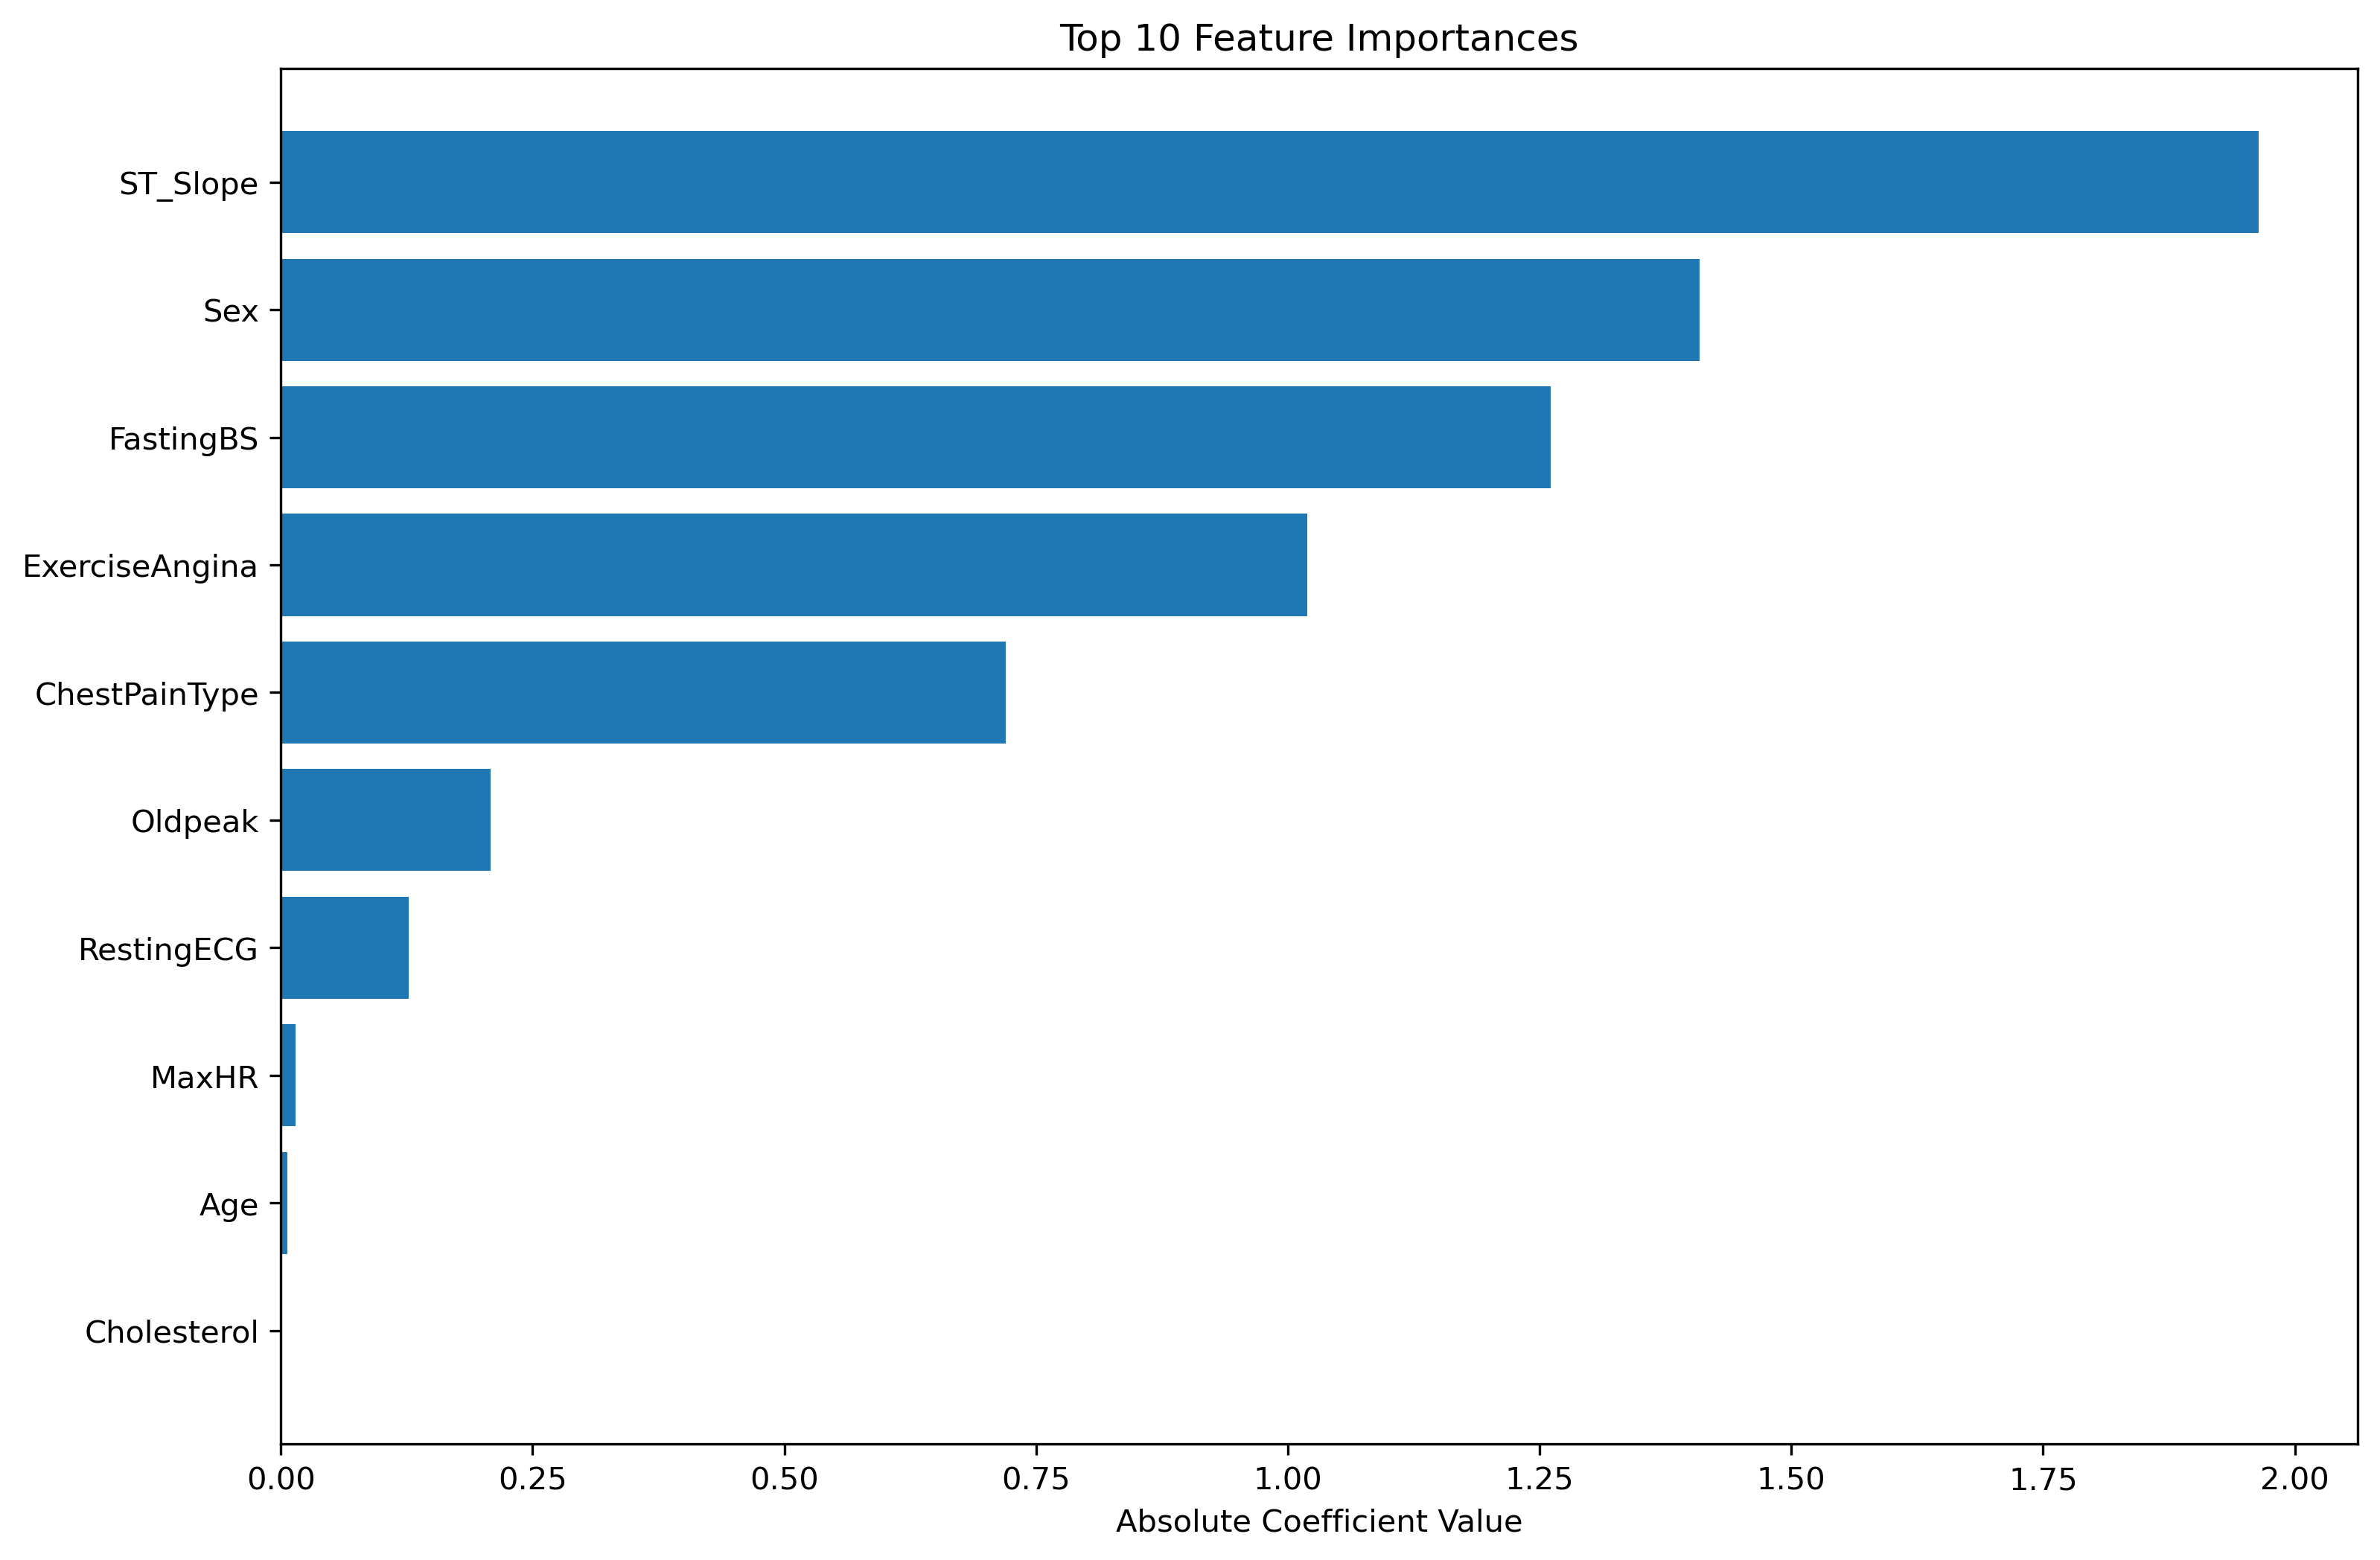 Top 10 Feature Importances
ST_Slope
Sex
FastingBS
ExerciseAngina
ChestPainType
Oldpeak
RestingECG
MaxHR
Age
Cholesterol
0.00 0.25 0.50 0.75 1.00 1.25 1.50 1.75 2.00
Absolute Coefficient Value